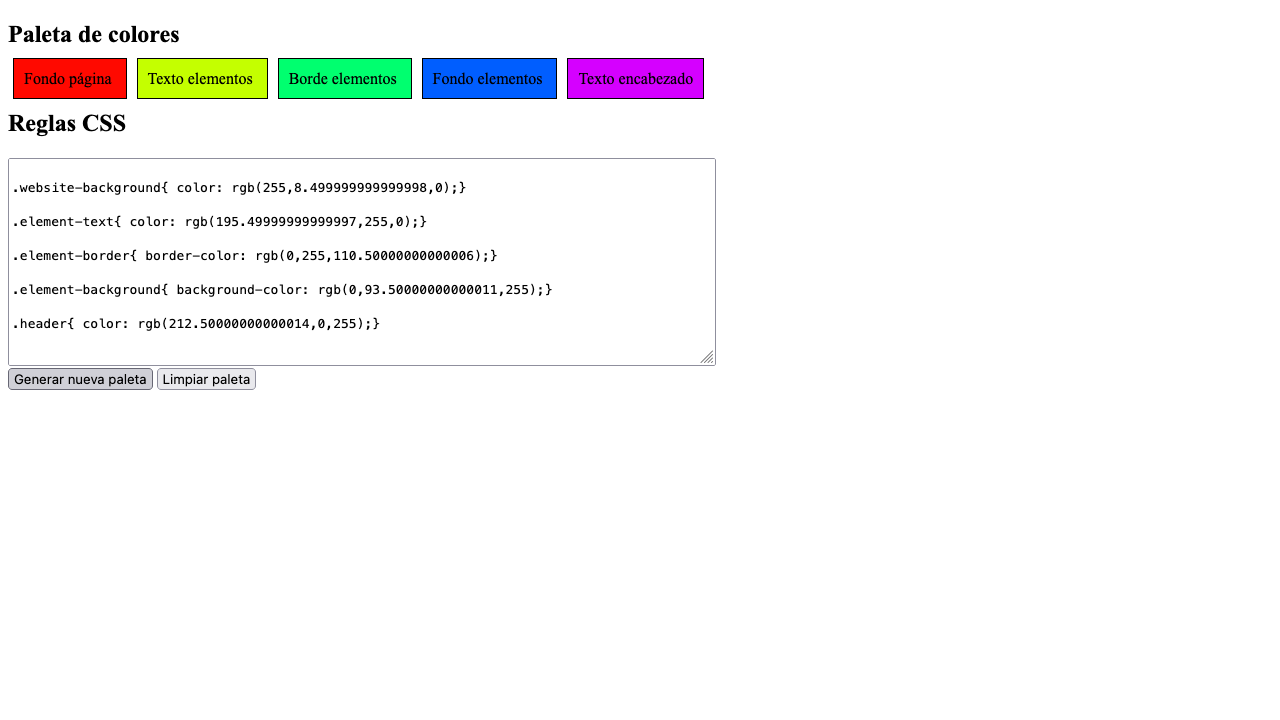 Paleta de colores
Fondo página Texto elementos Borde elementos Fondo elementos Texto encabezado
Reglas CSS
.website-background{ color: rgb(255,8.499999999999998,0);}
.element-text{ color: rgb(195.49999999999997,255,0);}
.element-border{ border-color: rgb(0,255,110.50000000000006);}
.element-background{ background-color: rgb(0,93.50000000000011,255);}
.header{ color: rgb(212.50000000000014,0,255);}
Generar nueva paleta Limpiar paleta